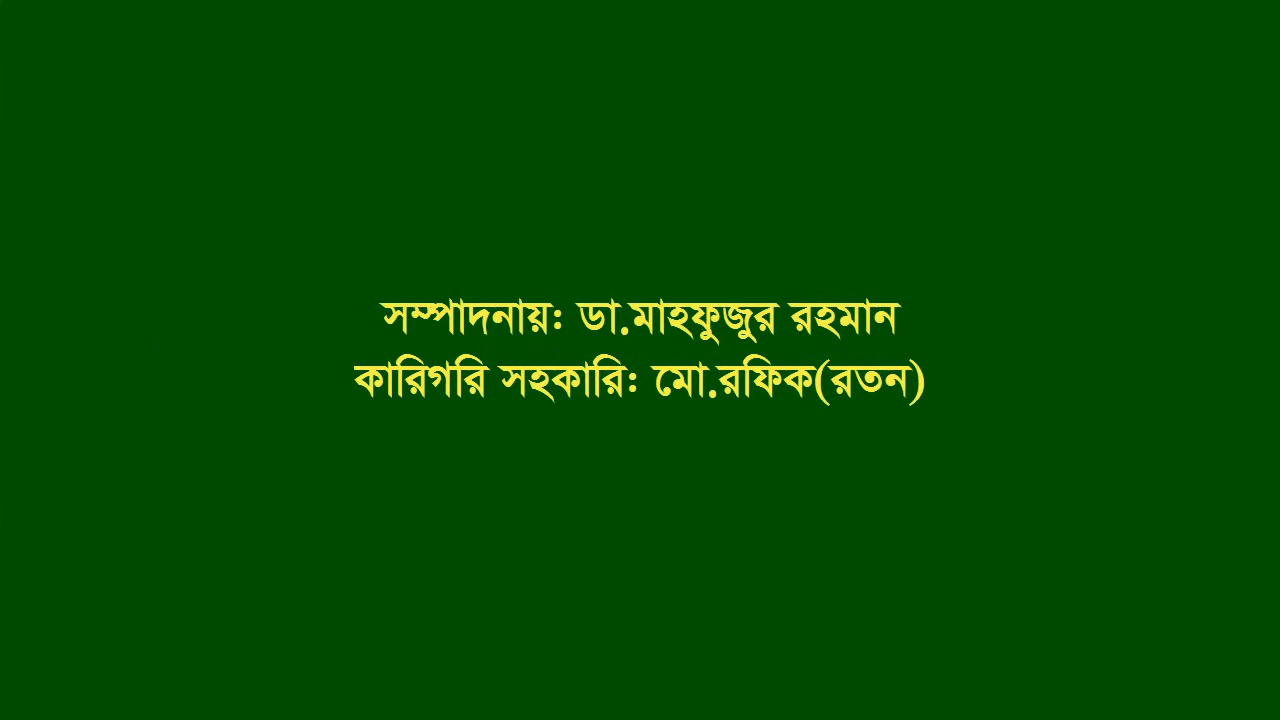 সম্পাদনায়: ডা.মাহফুজুর রহমান
কারিগরি সহকারি: মো.রফিক(রতন)